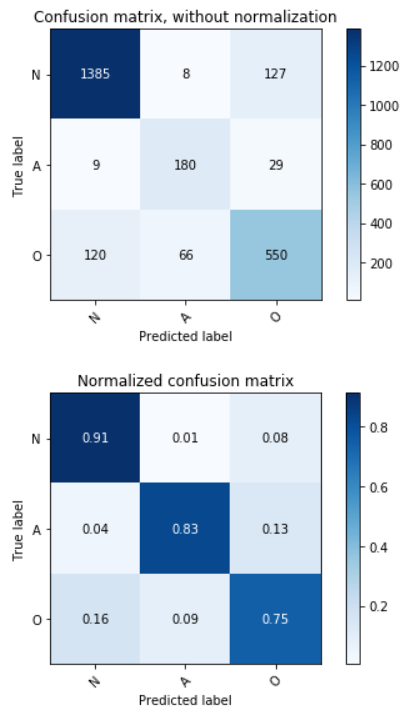 Confusion matrix, without normalization
N 1385 8 127 1200
1000
True label A 9 180 29 800
600
400
O 120 66 550 200
N A O
Predicted label
Normalized confusion matrix
N 0.91 0.01 0.08 0.8
0.6
True label A 0.04 0.83 0.13
0.4
O 0.16 0.09 0.75 0.2
N A O
Predicted label